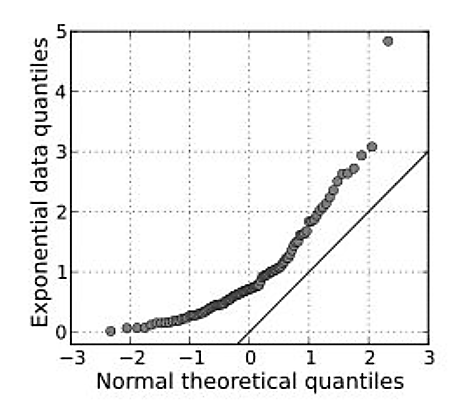 Exponential data quantiles
5
4
3
2
1
0
−3 −2 −1 0 1 2 3
Normal theoretical quantiles